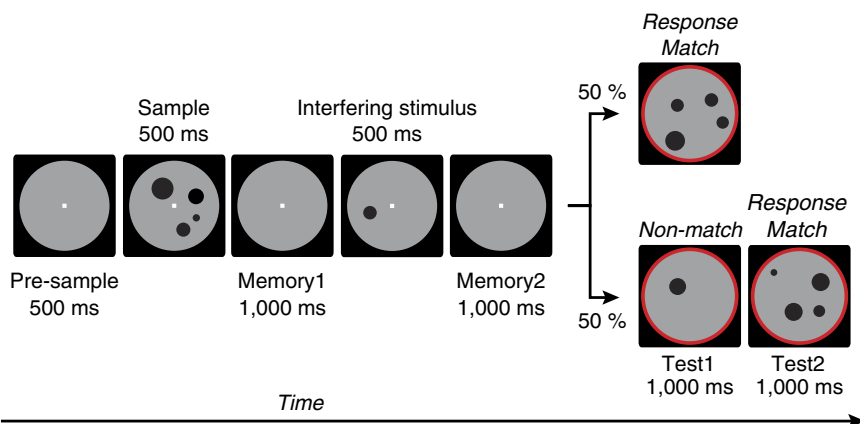 Response
Match
50 %
Sample
500 ms
Interfering stimulus
500 ms
Pre-sample
500 ms
Memory1
1,000 ms
Memory2
1,000 ms
Non-match
Response
Match
50 %
Test1
1,000 ms
Test2
1,000 ms
Time